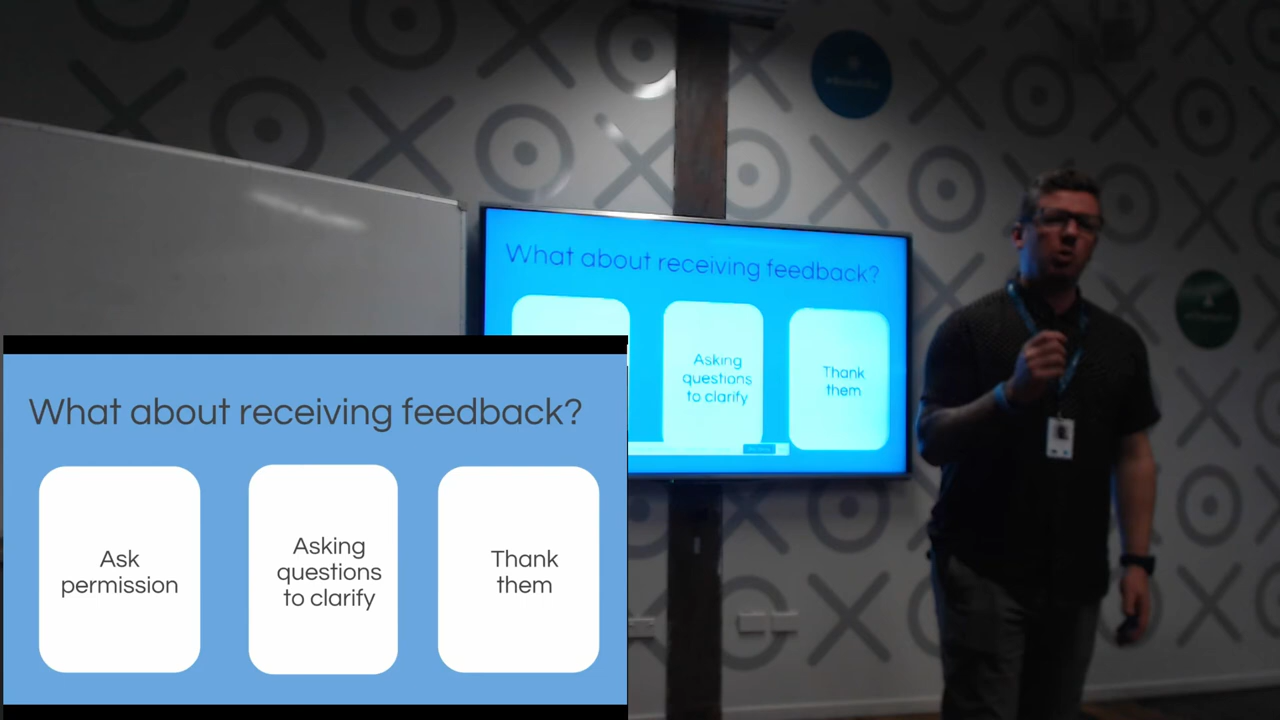 What about receiving feedback?
Asking
questions
to clarify
Thank
them
What about receiving feedback?
Ask
permission
Asking
questions
to clarify
Thank
them